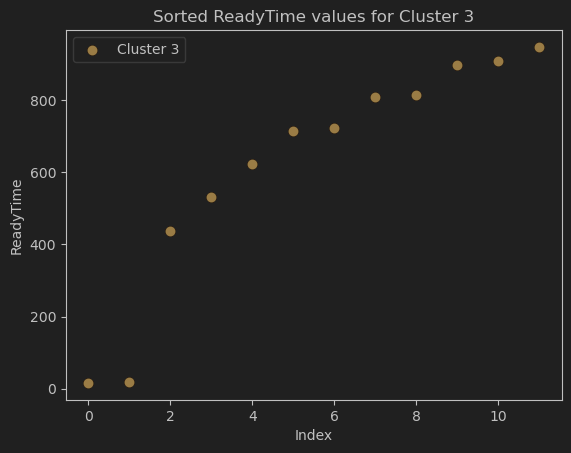 Sorted ReadyTime values for Cluster 3
Cluster 3
800
600
400
200
0
ReadyTime
0 2 4 6 8 10
Index